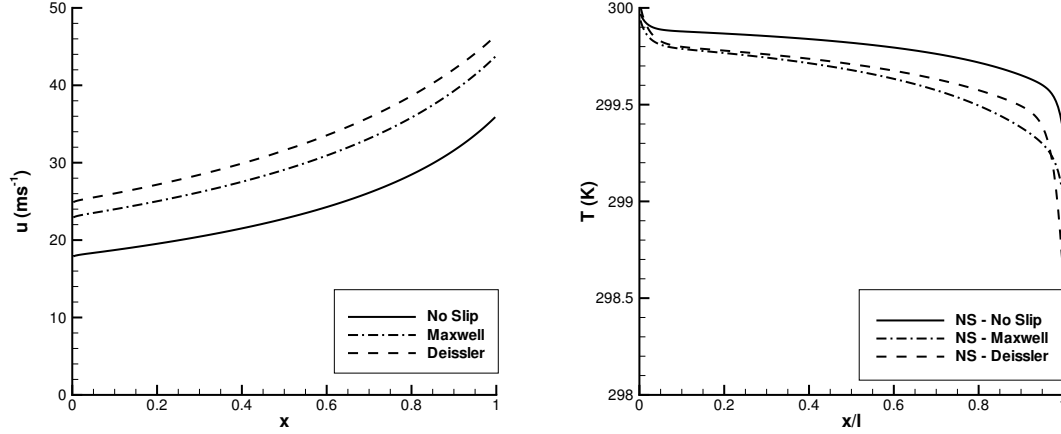 50
40
30
20
10
0
u (ms-1)
0
0.2
0.4
0.6
0.8
1
x
No Slip
Maxwell
Deissler
300
299.5
299
298.5
298
T (K)
0
0.2
0.4
0.6
0.8
x/l
NS - No Slip
NS - Maxwell
NS - Deissler